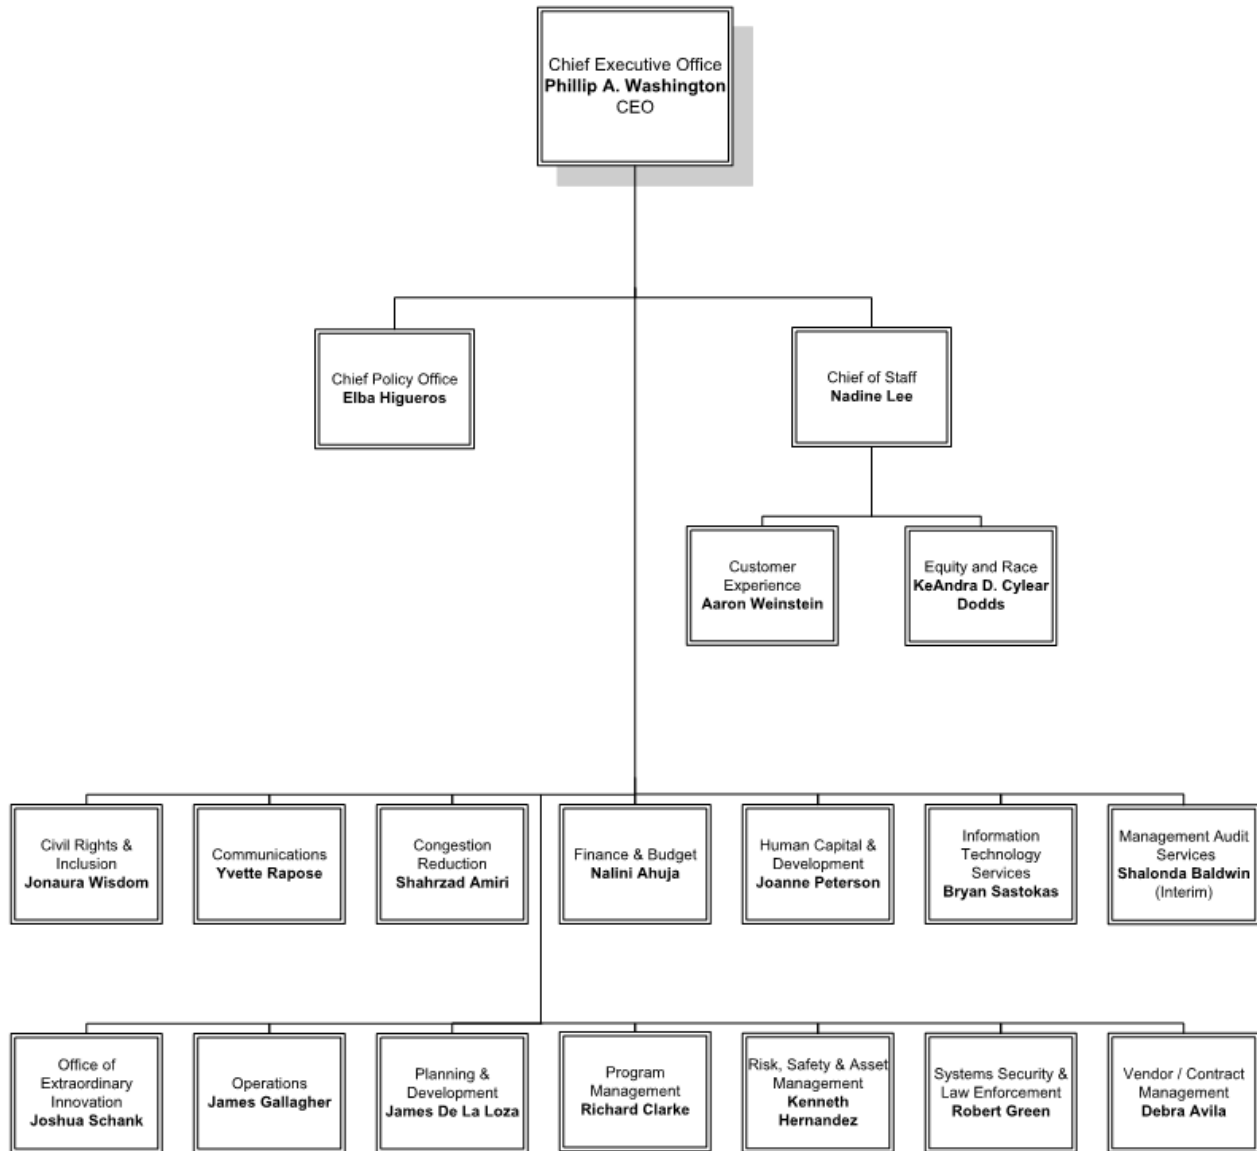 Chief Executive Office
Phillip A. Washington
CEO
Chief Policy Office
Elba Higueros
Chief of Staff
Nadine Lee
Customer
Experience
Aaron Weinstein
Equity and Race
KeAndra D. Cylear
Dodds
Civil Rights &
Inclusion
Jonaura Wisdom
Communications
Yvette Rapose
Congestion
Reduction
Shahrzad Amiri
Finance & Budget
Nalini Ahuja
Human Capital &
Development
Joanne Peterson
Information
Technology
Services
Bryan Sastokas
Management Audit
Services
Shalonda Baldwin
(Interim)
Office of
Extraordinary
Innovation
Joshua Schank
Operations
James Gallagher
Planning &
Development
James De La Loza
Program
Management
Richard Clarke
Risk, Safety & Asset
Management
Kenneth
Hernandez
Systems Security &
Law Enforcement
Robert Green
Vendor / Contract
Management
Debra Avila